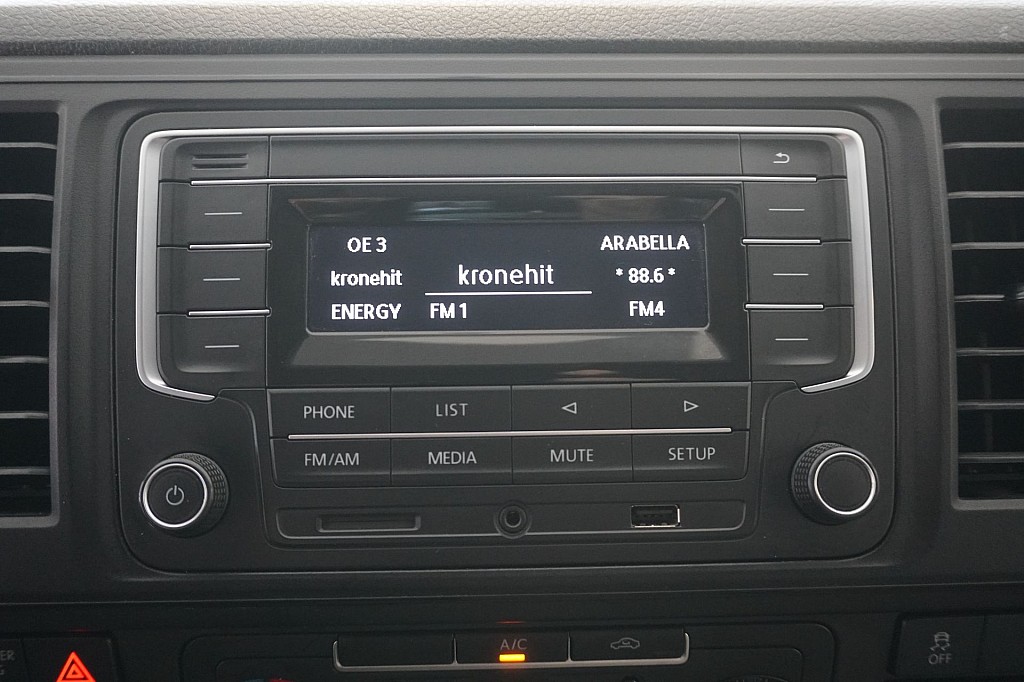 OE 3
kronehit
ENERGY
kronehit
FM 1
ARABELLA
* 88.6 *
FM4
PHONE LIST
FM/AM MEDIA MUTE SETUP
A/C
OFF